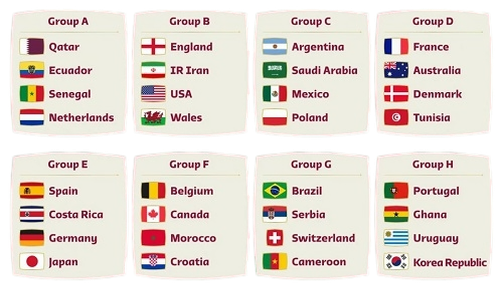 Group A
Qatar
Ecuador
Senegal
Netherlands
Group B
England
IR Iran
USA
Wales
Group C
Argentina
Saudi Arabia
Mexico
Poland
Group D
France
Australia
Denmark
Tunisia
Group E
Spain
Costa Rica
Germany
Japan
Group F
Belgium
Canada
Morocco
Croatia
Group G
Brazil
Serbia
Switzerland
Cameroon
Group H
Portugal
Ghana
Uruguay
Korea Republic